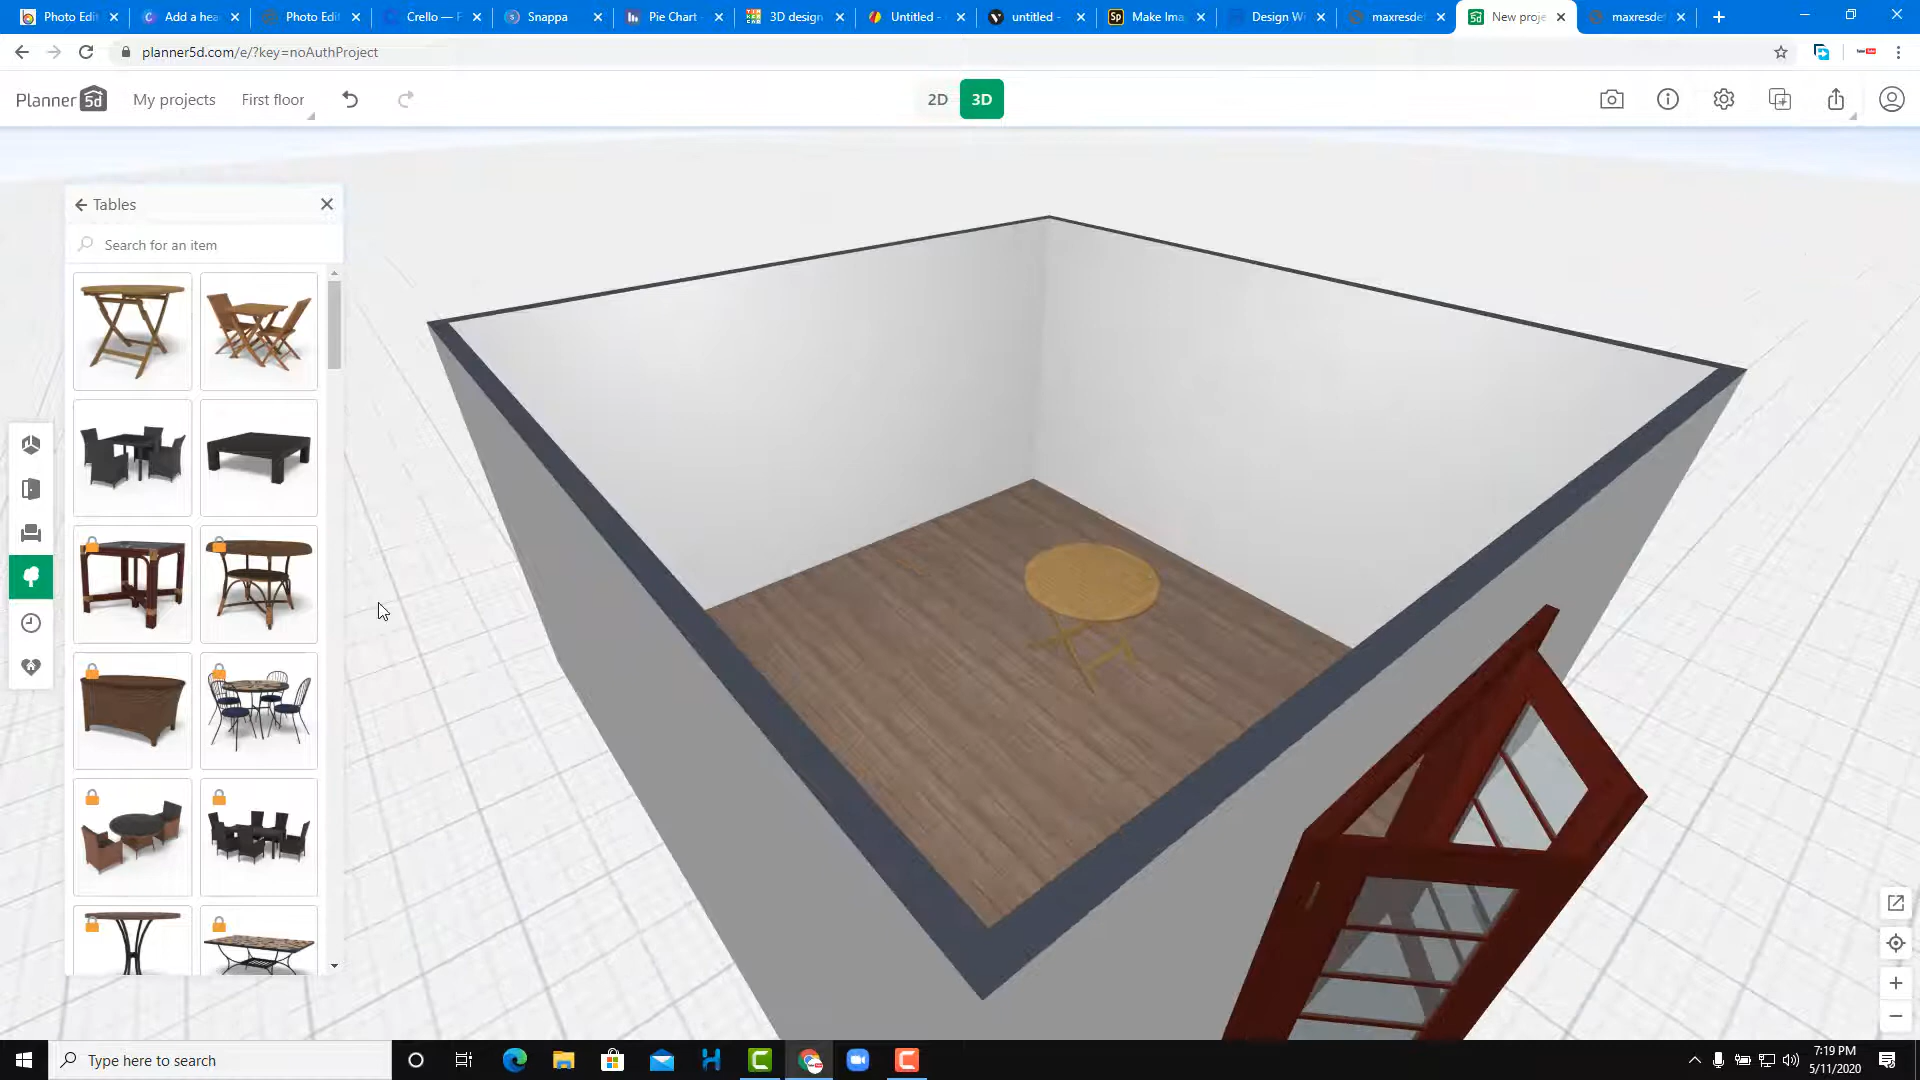 Photo Edi
Add a hea
Photo Edi
Crello — F
Snappa
Pie Chart -
3D design
Untitled -
untitled -
Make Ima
Design Wi
maxresdef
New proje
maxresdef
planner5d.com/e/?key=noAuthProject
Planner 5d
My projects
First floor
2D
3D
Tables
Search for an item
Type here to search
7:19 PM
5/11/2020